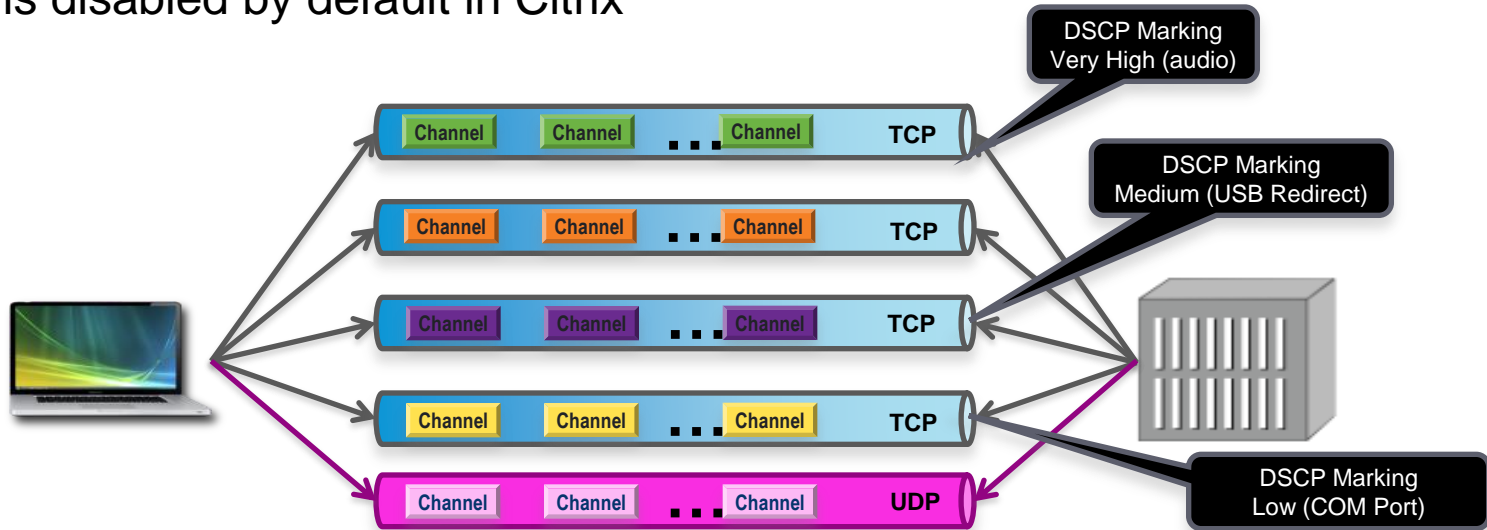 is disabled by default in Citrix
DSCP Marking
Very High (audio)
Channel Channel ... Channel TCP
DSCP Marking
Medium (USB Redirect)
Channel Channel ... Channel TCP
Channel Channel ... Channel TCP
Channel Channel ... Channel TCP
DSCP Marking
Low (COM Port)
Channel Channel ... Channel UDP